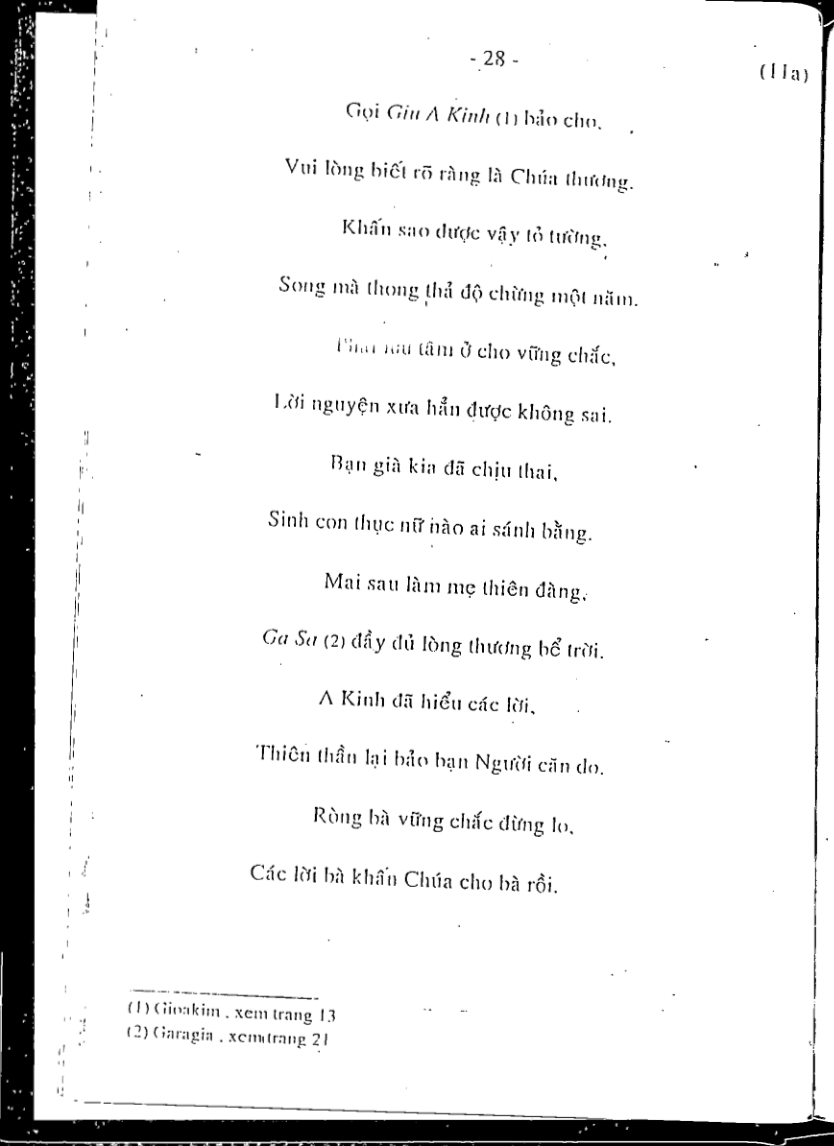 - 28 -
(11a)
Gọi Giu A Kinh (1) bảo cho,
Vui lòng biết rõ ràng là Chúa thương.
Khấn sao được vậy tỏ tường,
Song mà thong thả độ chừng một năm.
tâm ở cho vững chắc,
Lời nguyện xưa hẳn được không sai.
Bạn già kia đã chịu thai,
Sinh con thục nữ nào ai sánh bằng.
Mai sau làm mẹ thiên đàng,
Ga Sa (2) đầy đủ lòng thương bể trời.
A Kinh đã hiểu các lời,
Thiên thần lại bảo bạn Người căn do.
Ròng bà vững chắc đừng lo,
Các lời bà khấn Chúa cho bà rồi.
(1) Gioakim , xem trang 13
(2) Garagia , xem trang 21